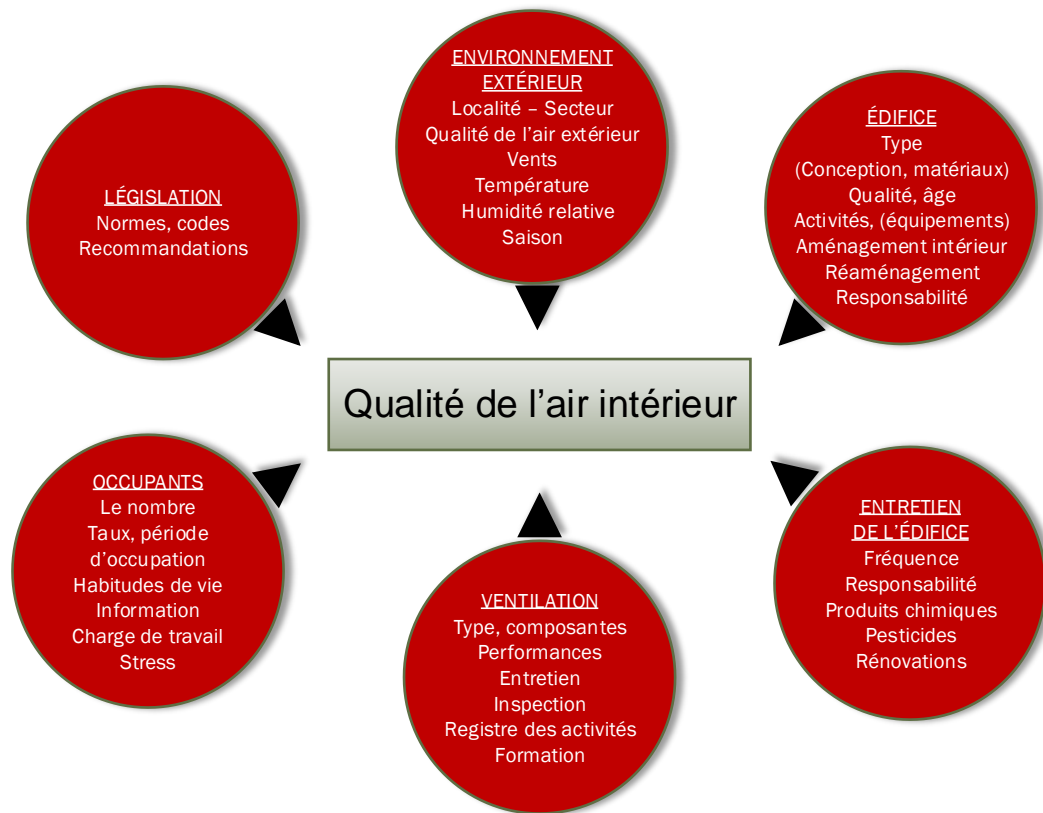 ENVIRONNEMENT
EXTÉRIEUR
Localité – Secteur
Qualité de l’air extérieur
Vents
Température
Humidité relative
Saison
ÉDIFICE
Type
(Conception, matériaux)
Qualité, âge
Activités, (équipements)
Aménagement intérieur
Réaménagement
Responsabilité
LÉGISLATION
Normes, codes
Recommandations
Qualité de l’air intérieur
OCCUPANTS
Le nombre
Taux, période
d’occupation
Habitudes de vie
Information
Charge de travail
Stress
VENTILATION
Type, composantes
Performances
Entretien
Inspection
Registre des activités
Formation
ENTRETIEN
DE L’ÉDIFICE
Fréquence
Responsabilité
Produits chimiques
Pesticides
Rénovations